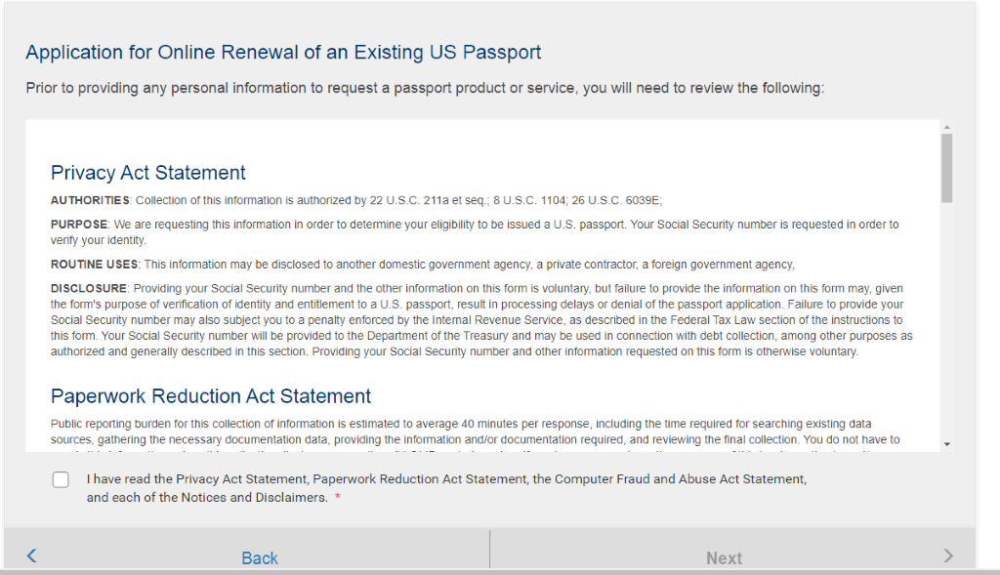 Application for Online Renewal of an Existing US Passport
Prior to providing any personal information to request a passport product or service, you will need to review the following:
Privacy Act Statement
AUTHORITIES: Collection of this information is authorized by 22 U.S.C. 211a et seq.; 8 U.S.C. 1104; 26 U.S.C. 6039E;
PURPOSE: We are requesting this information in order to determine your eligibility to be issued a U.S. passport. Your Social Security number is requested in order to
verify your identity.
ROUTINE USES: This information may be disclosed to another domestic government agency, a private contractor, a foreign government agency,
DISCLOSURE: Providing your Social Security number and the other information on this form is voluntary, but failure to provide the information on this form may, given
the form's purpose of verification of identity and entitlement to a U.S. passport, result in processing delays or denial of the passport application. Failure to provide your
Social Security number may also subject you to a penalty enforced by the Internal Revenue Service, as described in the Federal Tax Law section of the instructions to
this form. Your Social Security number will be provided to the Department of the Treasury and may be used in connection with debt collection, among other purposes as
authorized and generally described in this section. Providing your Social Security number and other information requested on this form is otherwise voluntary.
Paperwork Reduction Act Statement
Public reporting burden for this collection of information is estimated to average 40 minutes per response, including the time required for searching existing data
sources, gathering the necessary documentation data, providing the information and/or documentation required, and reviewing the final collection. You do not have to
I have read the Privacy Act Statement, Paperwork Reduction Act Statement, the Computer Fraud and Abuse Act Statement,
and each of the Notices and Disclaimers. *
Back
Next